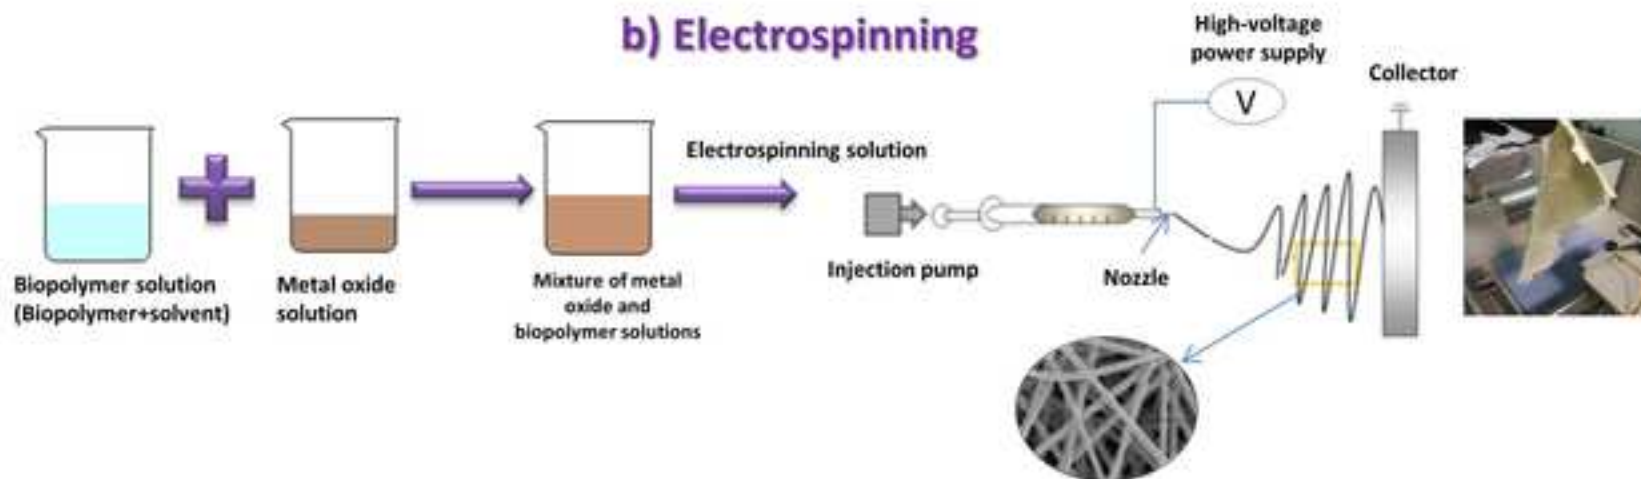 b) Electrospinning
High-voltage
power supply
Collector
V
Electrospinning solution
Biopolymer solution
(Biopolymer+solvent)
Metal oxide
solution
Mixture of metal
oxide and
biopolymer solutions
Injection pump
Nozzle